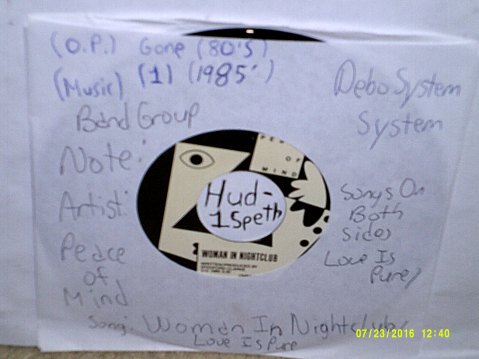 (O.P.) Gone (80's)
(Music) [1] (1985')
Band Group
Debo System
System
Note:
Artist:
Peace
of
Mind
OF
MIND
Hud-
1Speth
WOMAN IN NIGHTCLUB
Songs On
Both
Sides
Love Is
Pure/
Song: Woman In Nightclub/
Love Is Pure
07/23/2016 12:40